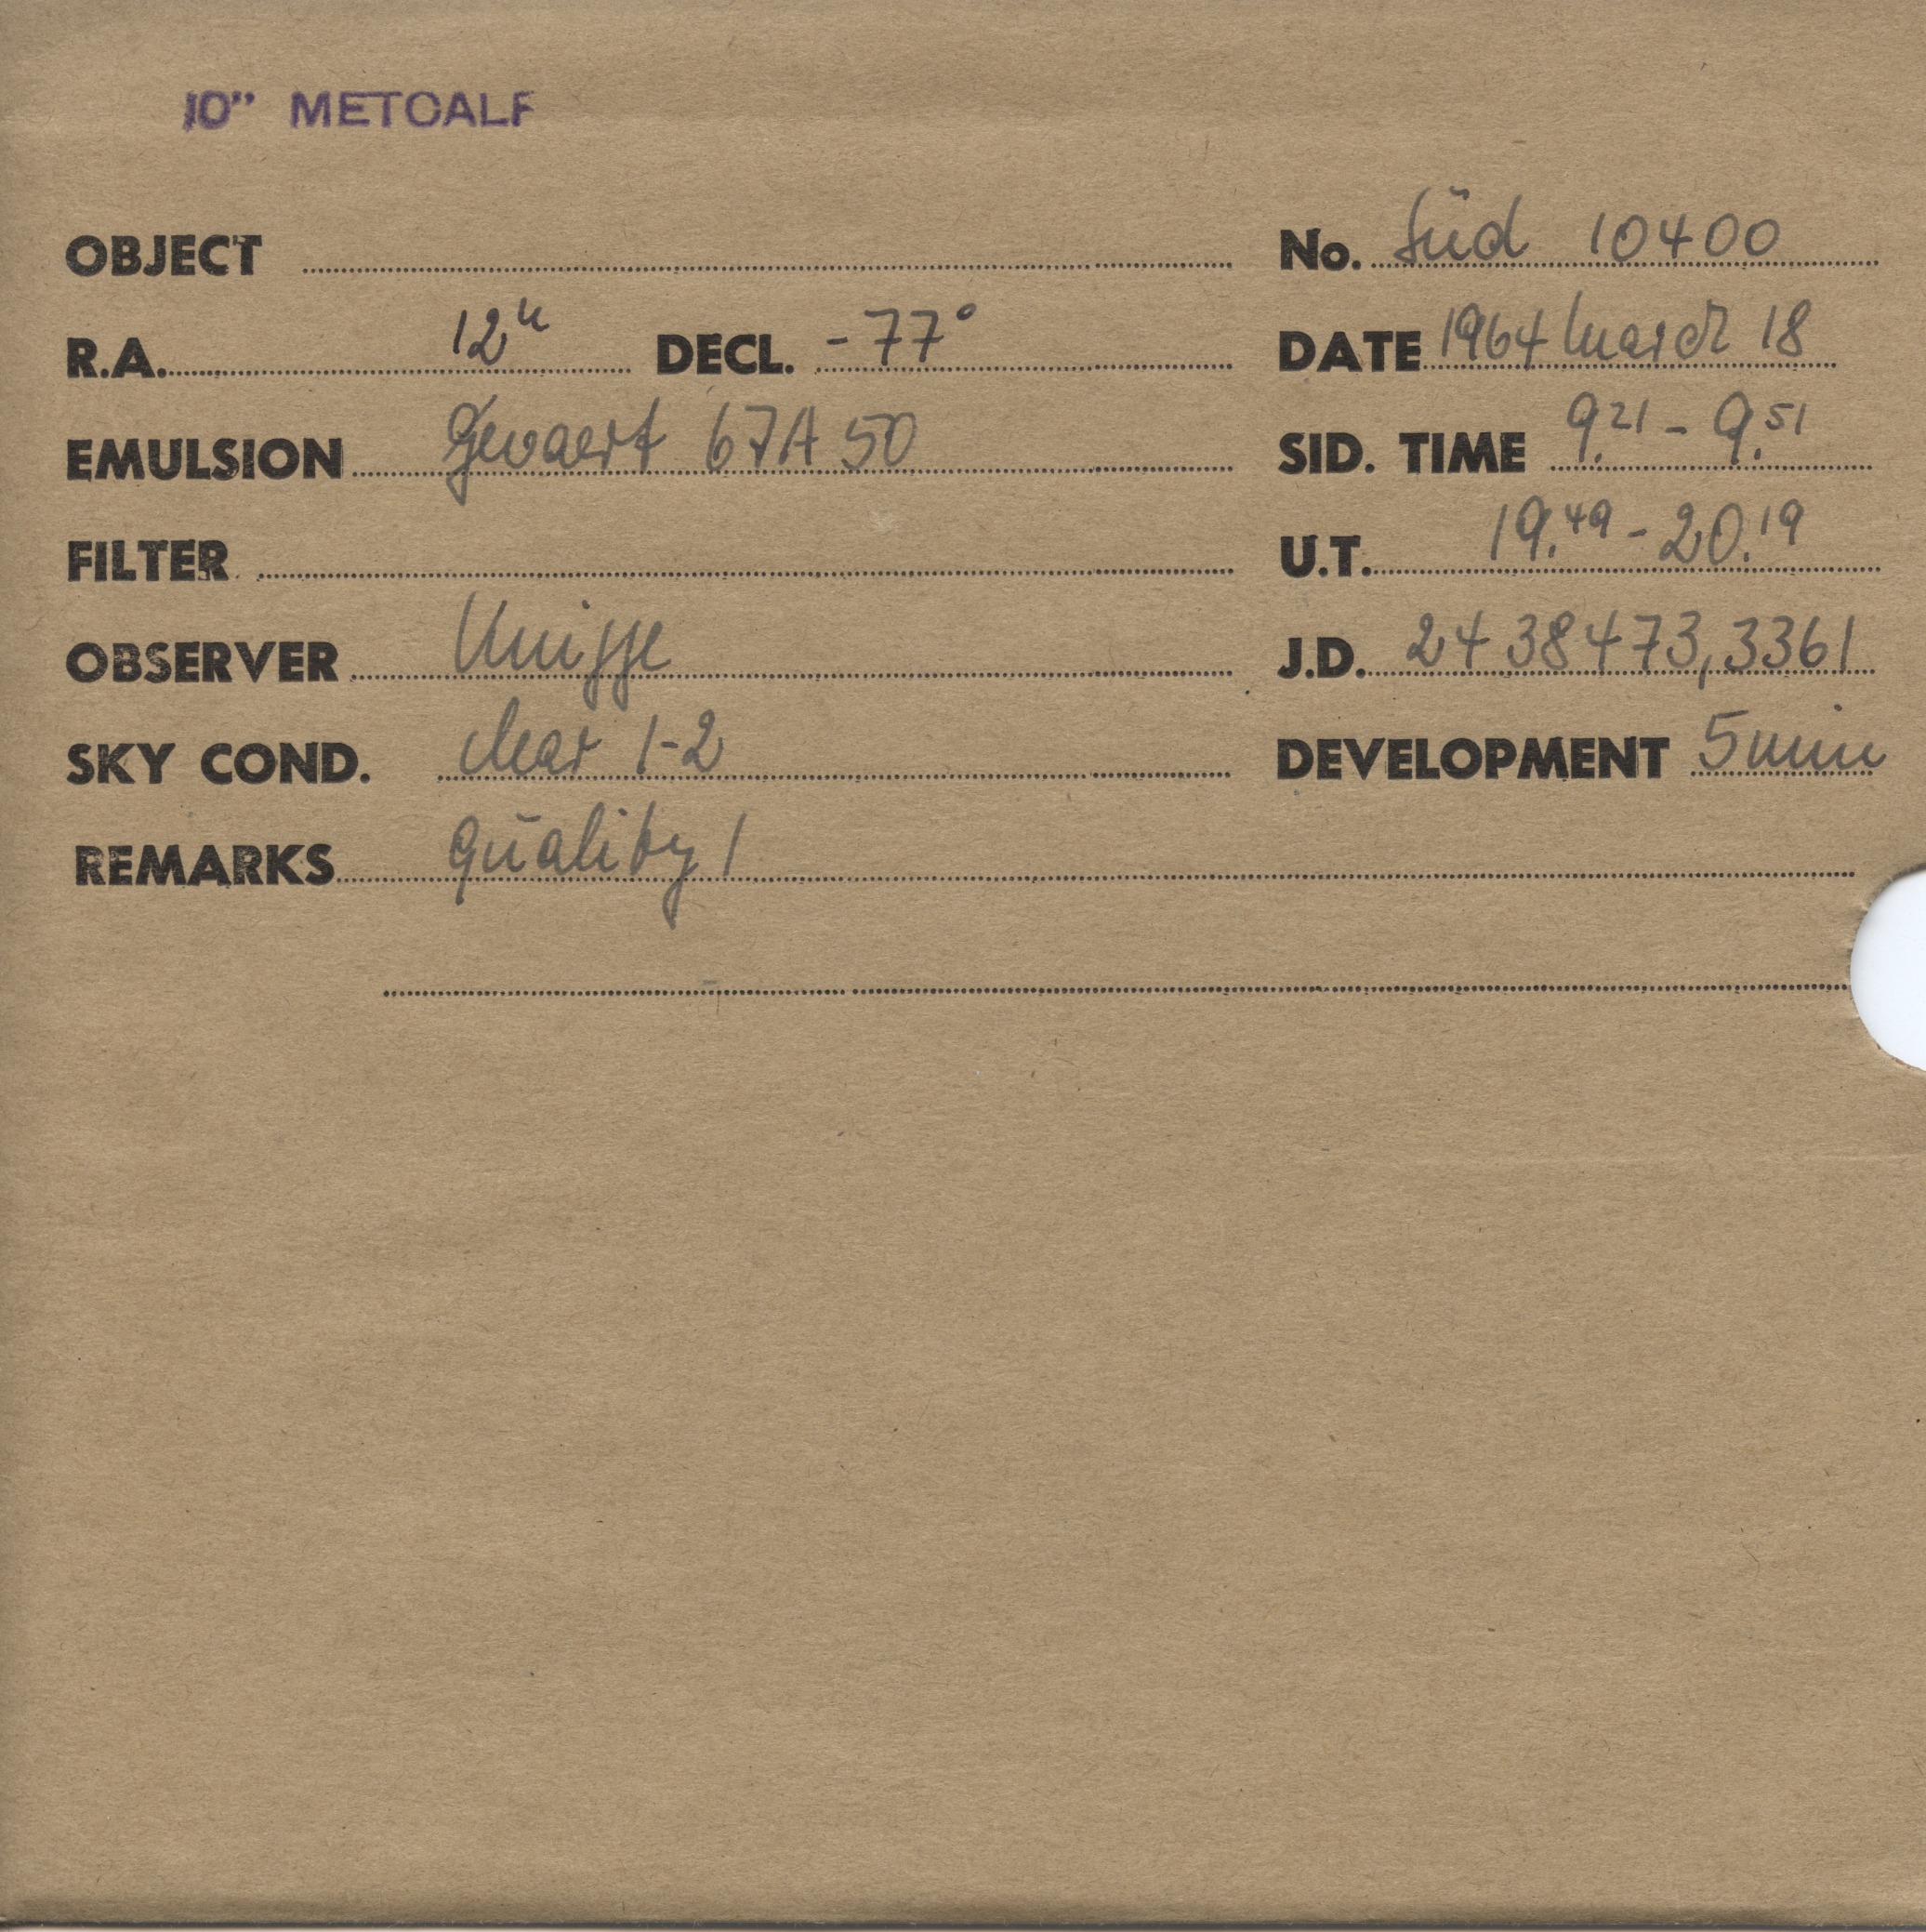 10" METCALF
OBJECT No. Süd 10400
R.A. 12h DECL. -77° DATE 1964 March 18
EMULSION Gevaert 67A50 SID. TIME 9.21 - 9.51
FILTER U.T. 19.49 - 20.19
OBSERVER J.D. 2438473,3361
SKY COND. clear 1-2 DEVELOPMENT 5 min
REMARKS quality 1